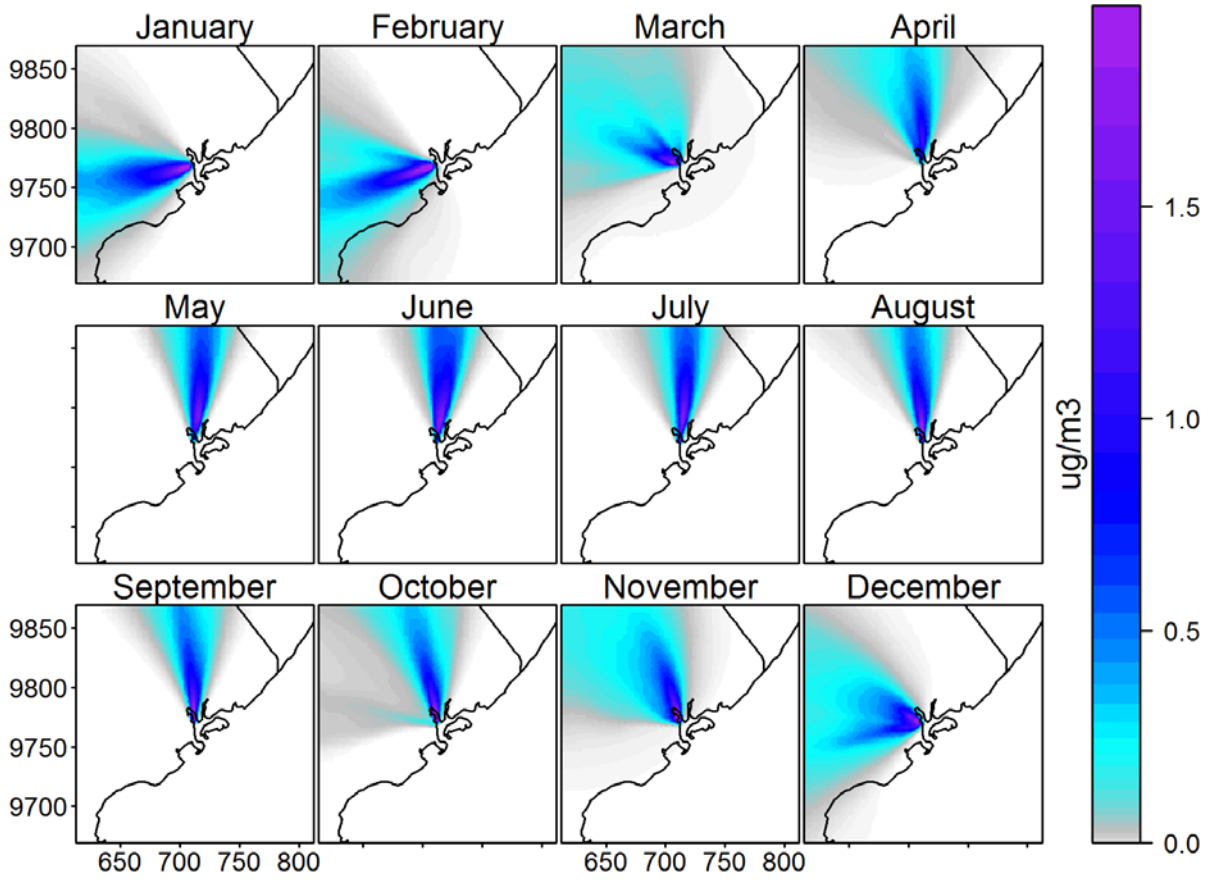 January February March April
9850
9800
9750
9700
May June July August
September October November December
9850
9800
9750
9700
650 700 750 800
650 700 750 800
1.5
1.0
0.5
0.0
ug/m3